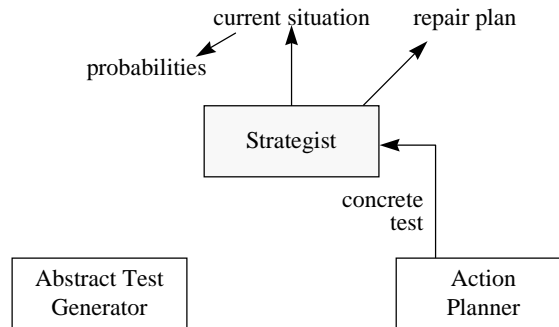 current situation
repair plan
probabilities
Strategist
concrete
test
Abstract Test
Generator
Action
Planner